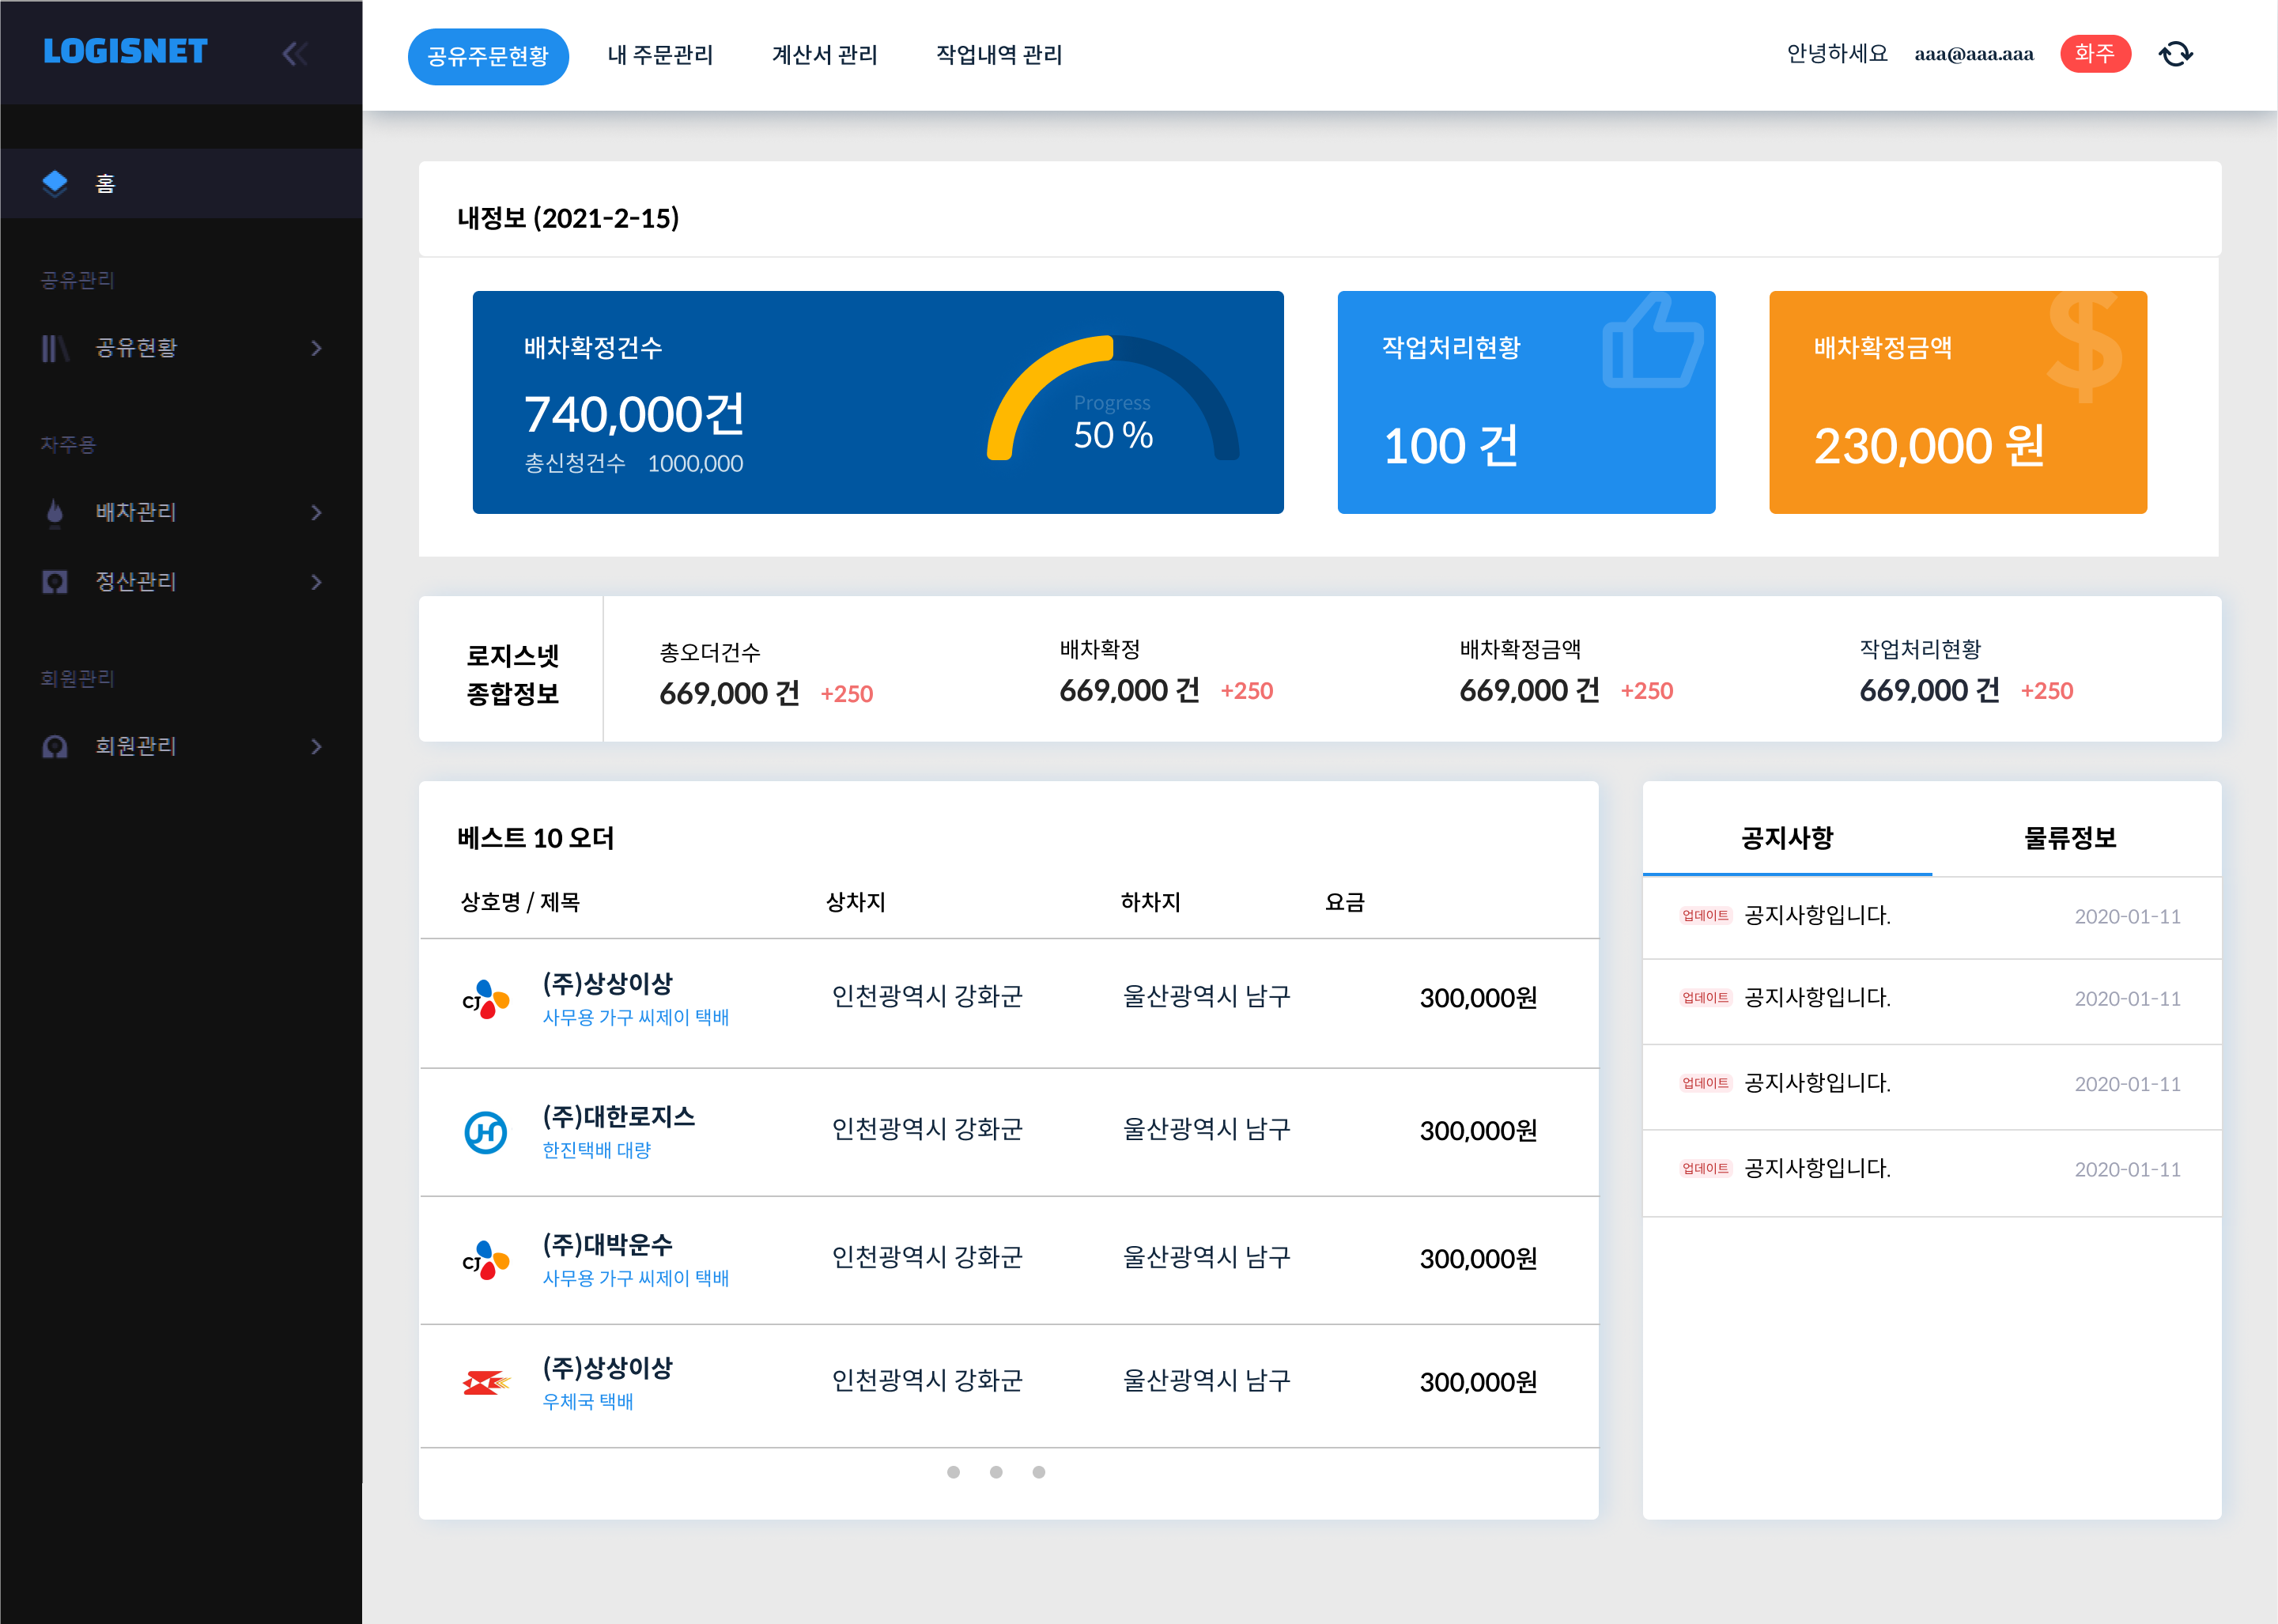 LOGISNET
공유주문현황
내 주문관리
계산서 관리
작업내역 관리
안녕하세요 aaa@aaa.aaa 화주
홈
공유관리
공유현황
차주용
배차관리
정산관리
회원관리
회원관리
내정보 (2021-2-15)
배차확정건수
740,000건
총신청건수 1000,000
Progress
50 %
작업처리현황
100 건
배차확정금액
$
230,000 원
로지스넷
종합정보
총오더건수
669,000 건 +250
배차확정
669,000 건 +250
배차확정금액
669,000 건 +250
작업처리현황
669,000 건 +250
베스트 10 오더
상호명 / 제목 상차지 하차지 요금
CJ
(주)상상이상
사무용 가구 씨제이 택배
인천광역시 강화군 울산광역시 남구 300,000원
(주)대한로지스
한진택배 대량
인천광역시 강화군 울산광역시 남구 300,000원
CJ
(주)대박운수
사무용 가구 씨제이 택배
인천광역시 강화군 울산광역시 남구 300,000원
(주)상상이상
우체국 택배
인천광역시 강화군 울산광역시 남구 300,000원
공지사항 물류정보
업데이트 공지사항입니다. 2020-01-11
업데이트 공지사항입니다. 2020-01-11
업데이트 공지사항입니다. 2020-01-11
업데이트 공지사항입니다. 2020-01-11